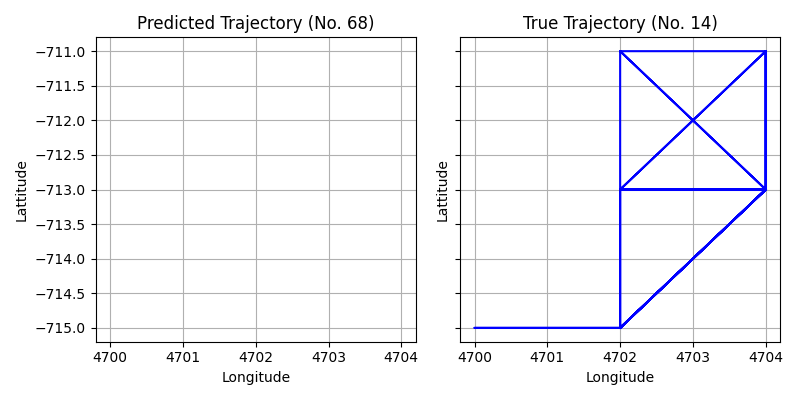 Predicted Trajectory (No. 68)
True Trajectory (No. 14)
−711.0
−711.5
−712.0
−712.5
−713.0
−713.5
−714.0
−714.5
−715.0
Lattitude
Lattitude
4700 4701 4702 4703 4704
4700 4701 4702 4703 4704
Longitude
Longitude